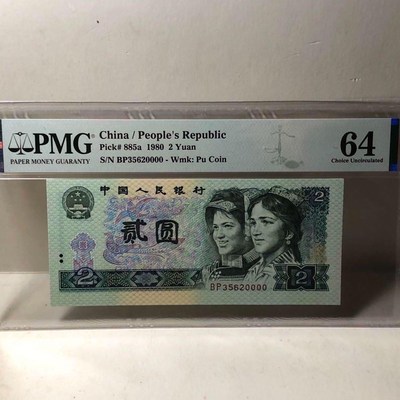 PMG
PAPER MONEY GUARANTY
China / People's Republic
Pick# 885a 1980 2 Yuan
S/N BP35620000 - Wmk: Pu Coin
64
Choice Uncirculated
中国人民银行
2
贰圆
2
2
BP35620000